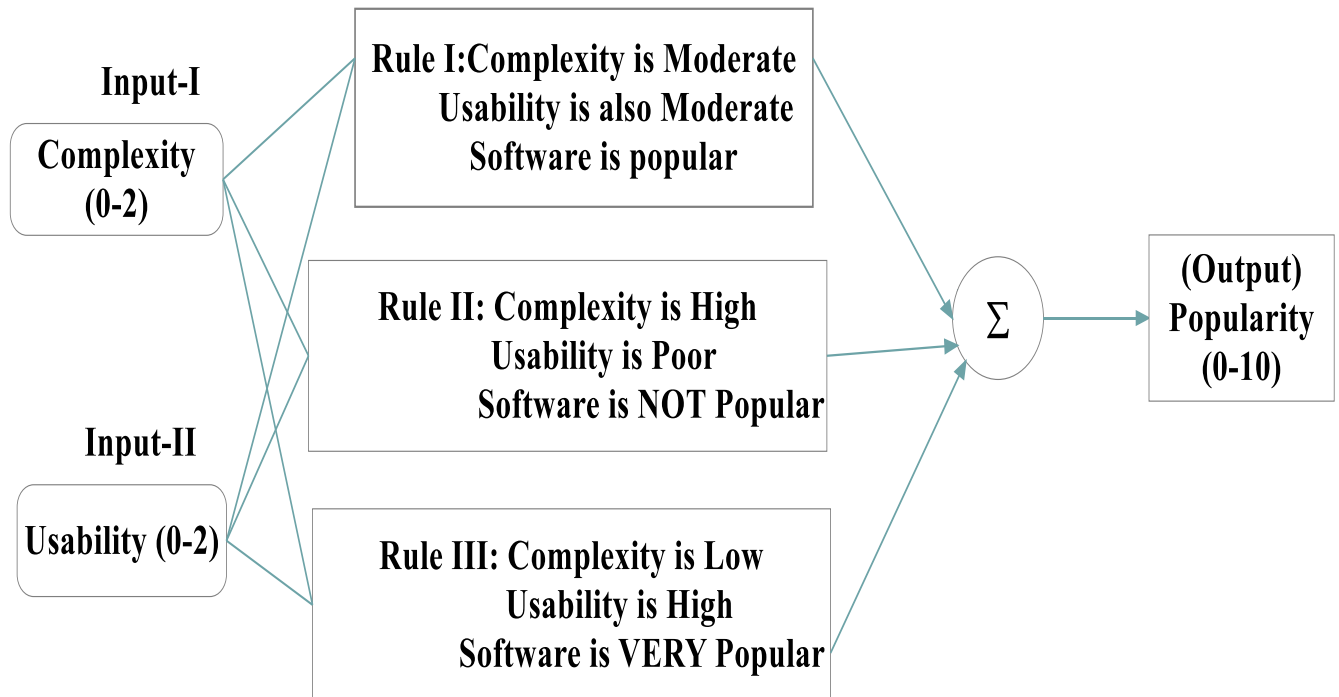 Input-I
Complexity
(0-2)
Input-II
Usability (0-2)
Rule I:Complexity is Moderate
Usability is also Moderate
Software is popular
Rule II: Complexity is High
Usability is Poor
Software is NOT Popular
Rule III: Complexity is Low
Usability is High
Software is VERY Popular
Σ
(Output)
Popularity
(0-10)